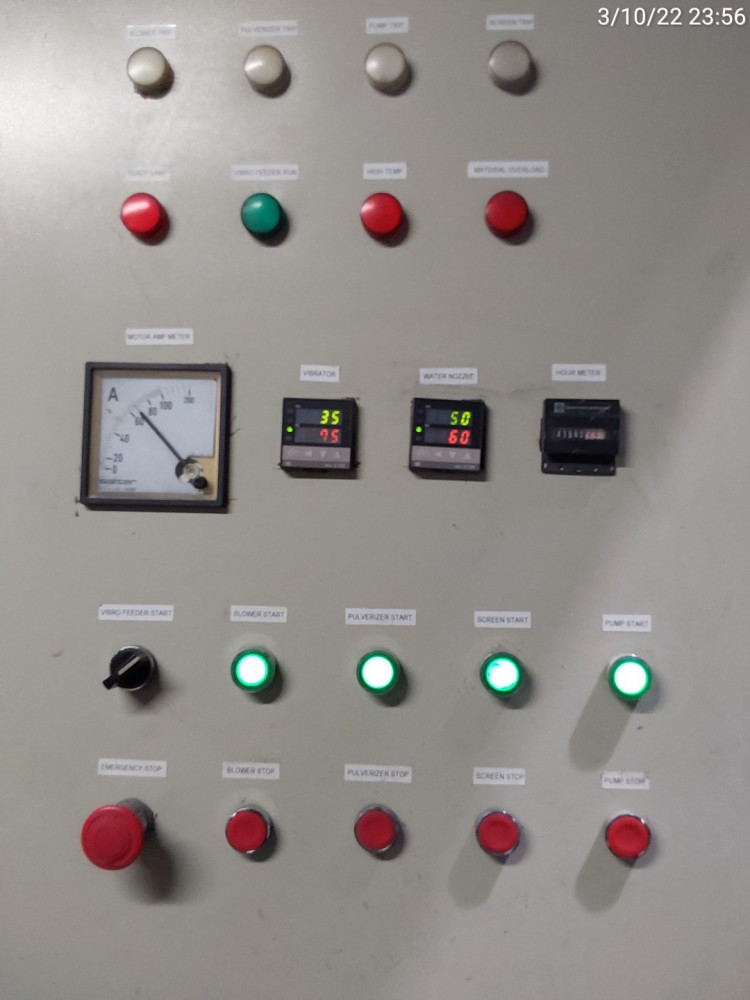 3/10/22 23:56
BLOWER TRIP
PULVERIZER TRIP
PUMP TRIP
SCREEN TRIP
VIBRO FEEDER RUN
HIGH TEMP
MATERIAL OVERLOAD
MOTOR AMP METER
VIBRATOR
WATER NOZZLE
HOUR METER
A
0
20
40
60
80
100
200
35
75
50
60
VIBRO FEEDER START
BLOWER START
PULVERIZER START
SCREEN START
PUMP START
EMERGENCY STOP
BLOWER STOP
PULVERIZER STOP
SCREEN STOP
PUMP STOP